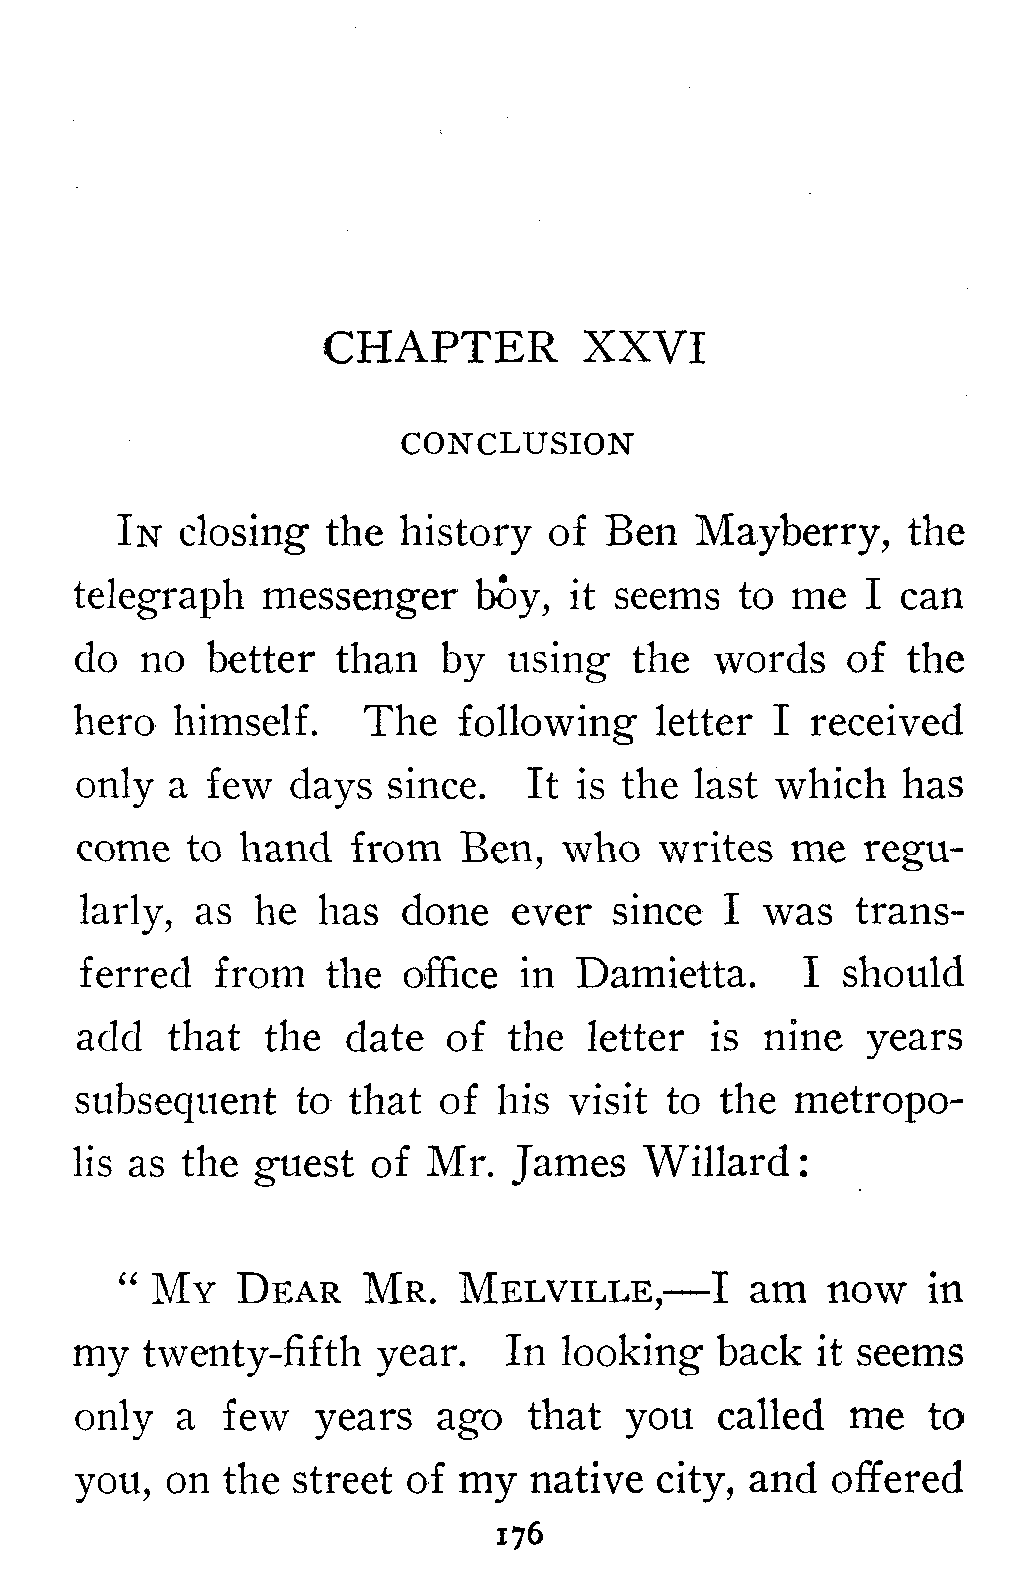 CHAPTER XXVI
CONCLUSION
In closing the history of Ben Mayberry, the
telegraph messenger boy, it seems to me I can
do no better than by using the words of the
hero himself. The following letter I received
only a few days since. It is the last which has
come to hand from Ben, who writes me regu-
larly, as he has done ever since I was trans-
ferred from the office in Damietta. I should
add that the date of the letter is nine years
subsequent to that of his visit to the metropo-
lis as the guest of Mr. James Willard:
“ My Dear Mr. Melville,—I am now in
my twenty-fifth year. In looking back it seems
only a few years ago that you called me to
you, on the street of my native city, and offered
176